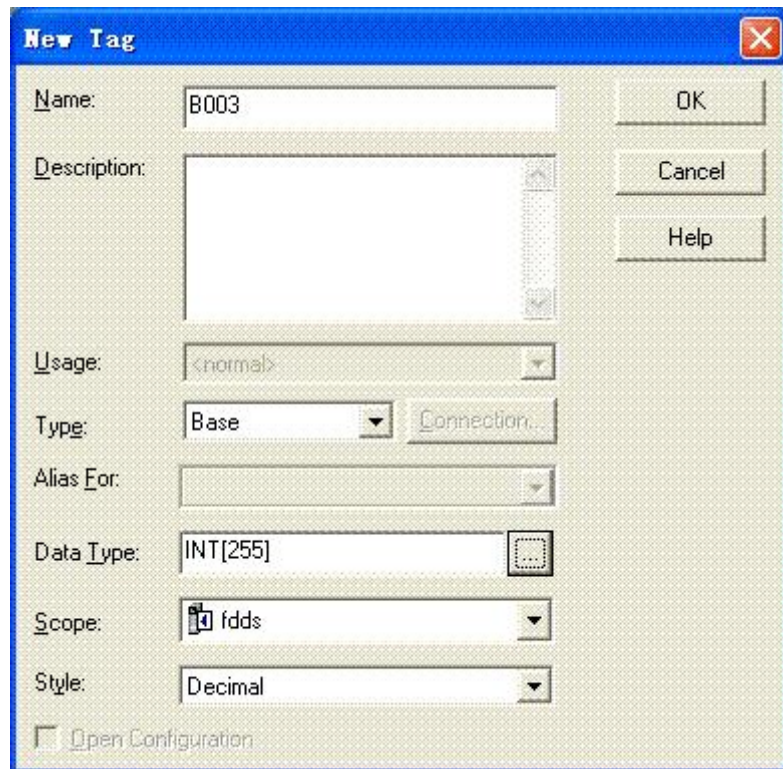 New Tag
Name:
B003
OK
Description:
Cancel
Help
Usage:
<normal>
Type:
Base
Connection...
Alias For:
Data Type:
INT[255]
...
Scope:
fdds
Style:
Decimal
Open Configuration